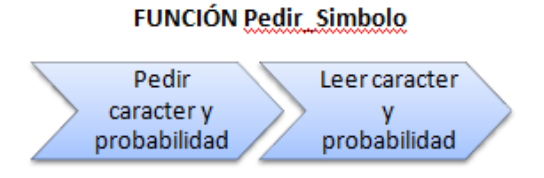 FUNCIÓN Pedir_Simbolo
Pedir
caracter y
probabilidad
Leer caracter
y
probabilidad